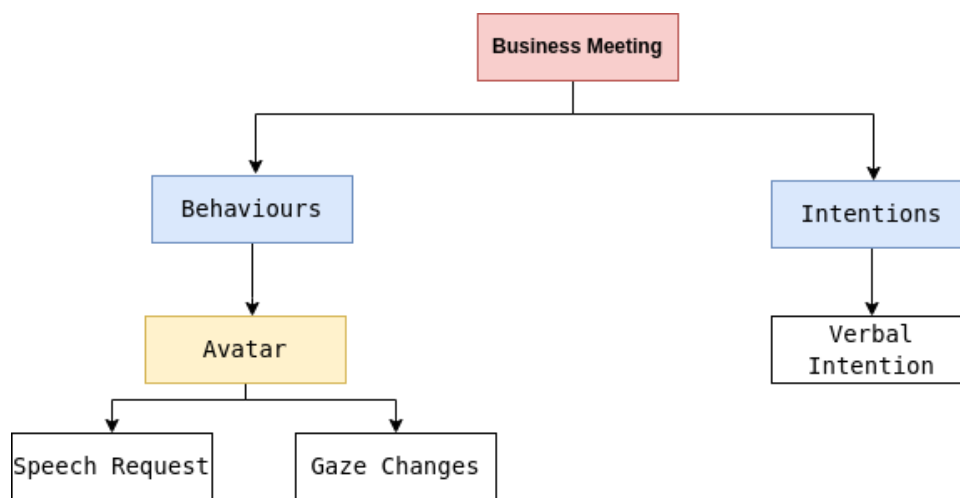 Business Meeting
Behaviours
Intentions
Avatar
Verbal
Intention
Speech Request
Gaze Changes